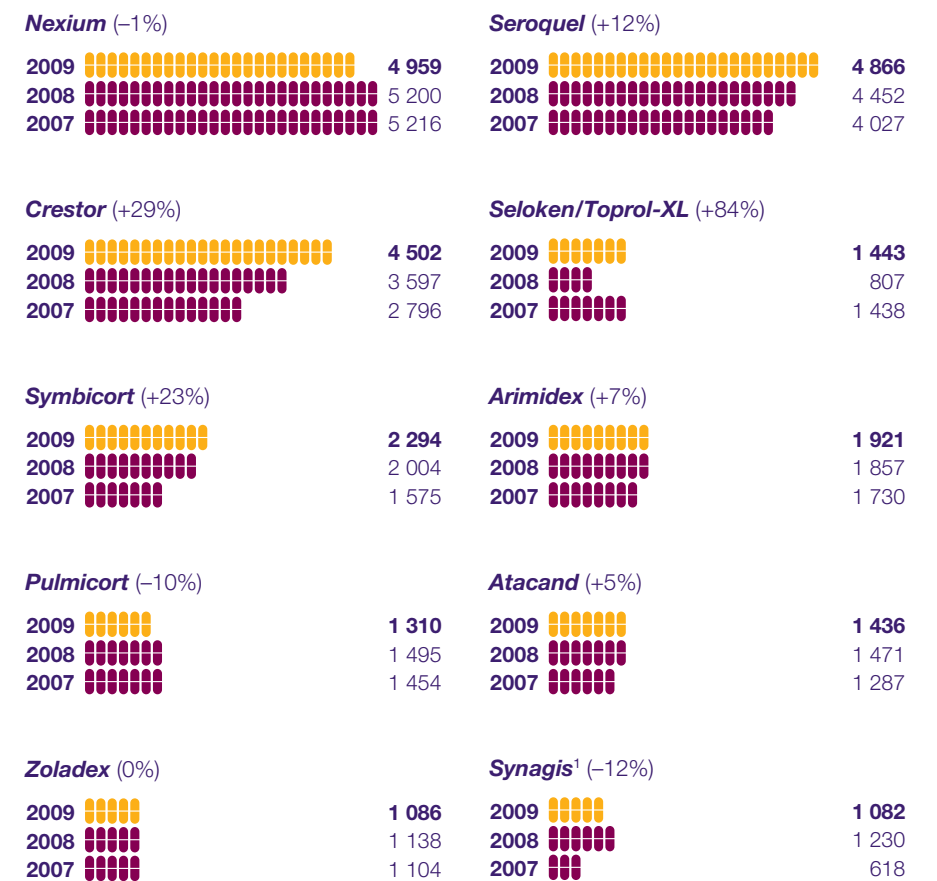 Nexium (–1%)
2009 4 959
2008 5 200
2007 5 216
Seroquel (+12%)
2009 4 866
2008 4 452
2007 4 027
Crestor (+29%)
2009 4 502
2008 3 597
2007 2 796
Seloken/Toprol-XL (+84%)
2009 1 443
2008 807
2007 1 438
Symbicort (+23%)
2009 2 294
2008 2 004
2007 1 575
Arimidex (+7%)
2009 1 921
2008 1 857
2007 1 730
Pulmicort (–10%)
2009 1 310
2008 1 495
2007 1 454
Atacand (+5%)
2009 1 436
2008 1 471
2007 1 287
Zoladex (0%)
2009 1 086
2008 1 138
2007 1 104
Synagis¹ (–12%)
2009 1 082
2008 1 230
2007 618